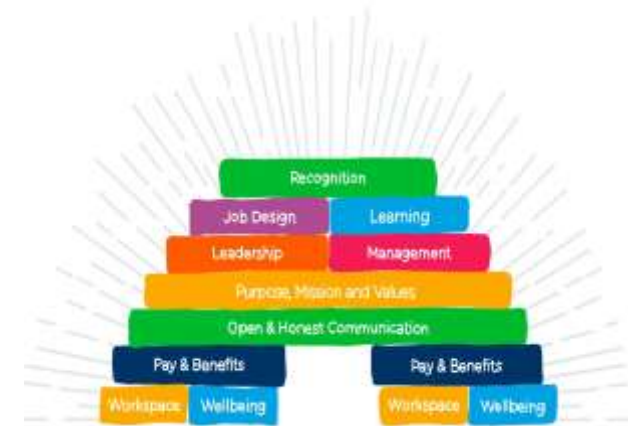 Recognition
Job Design Learning
Leadership Management
Purpose, Mission and Values
Open & Honest Communication
Pay & Benefits Pay & Benefits
Workspace Wellbeing Workspace Wellbeing